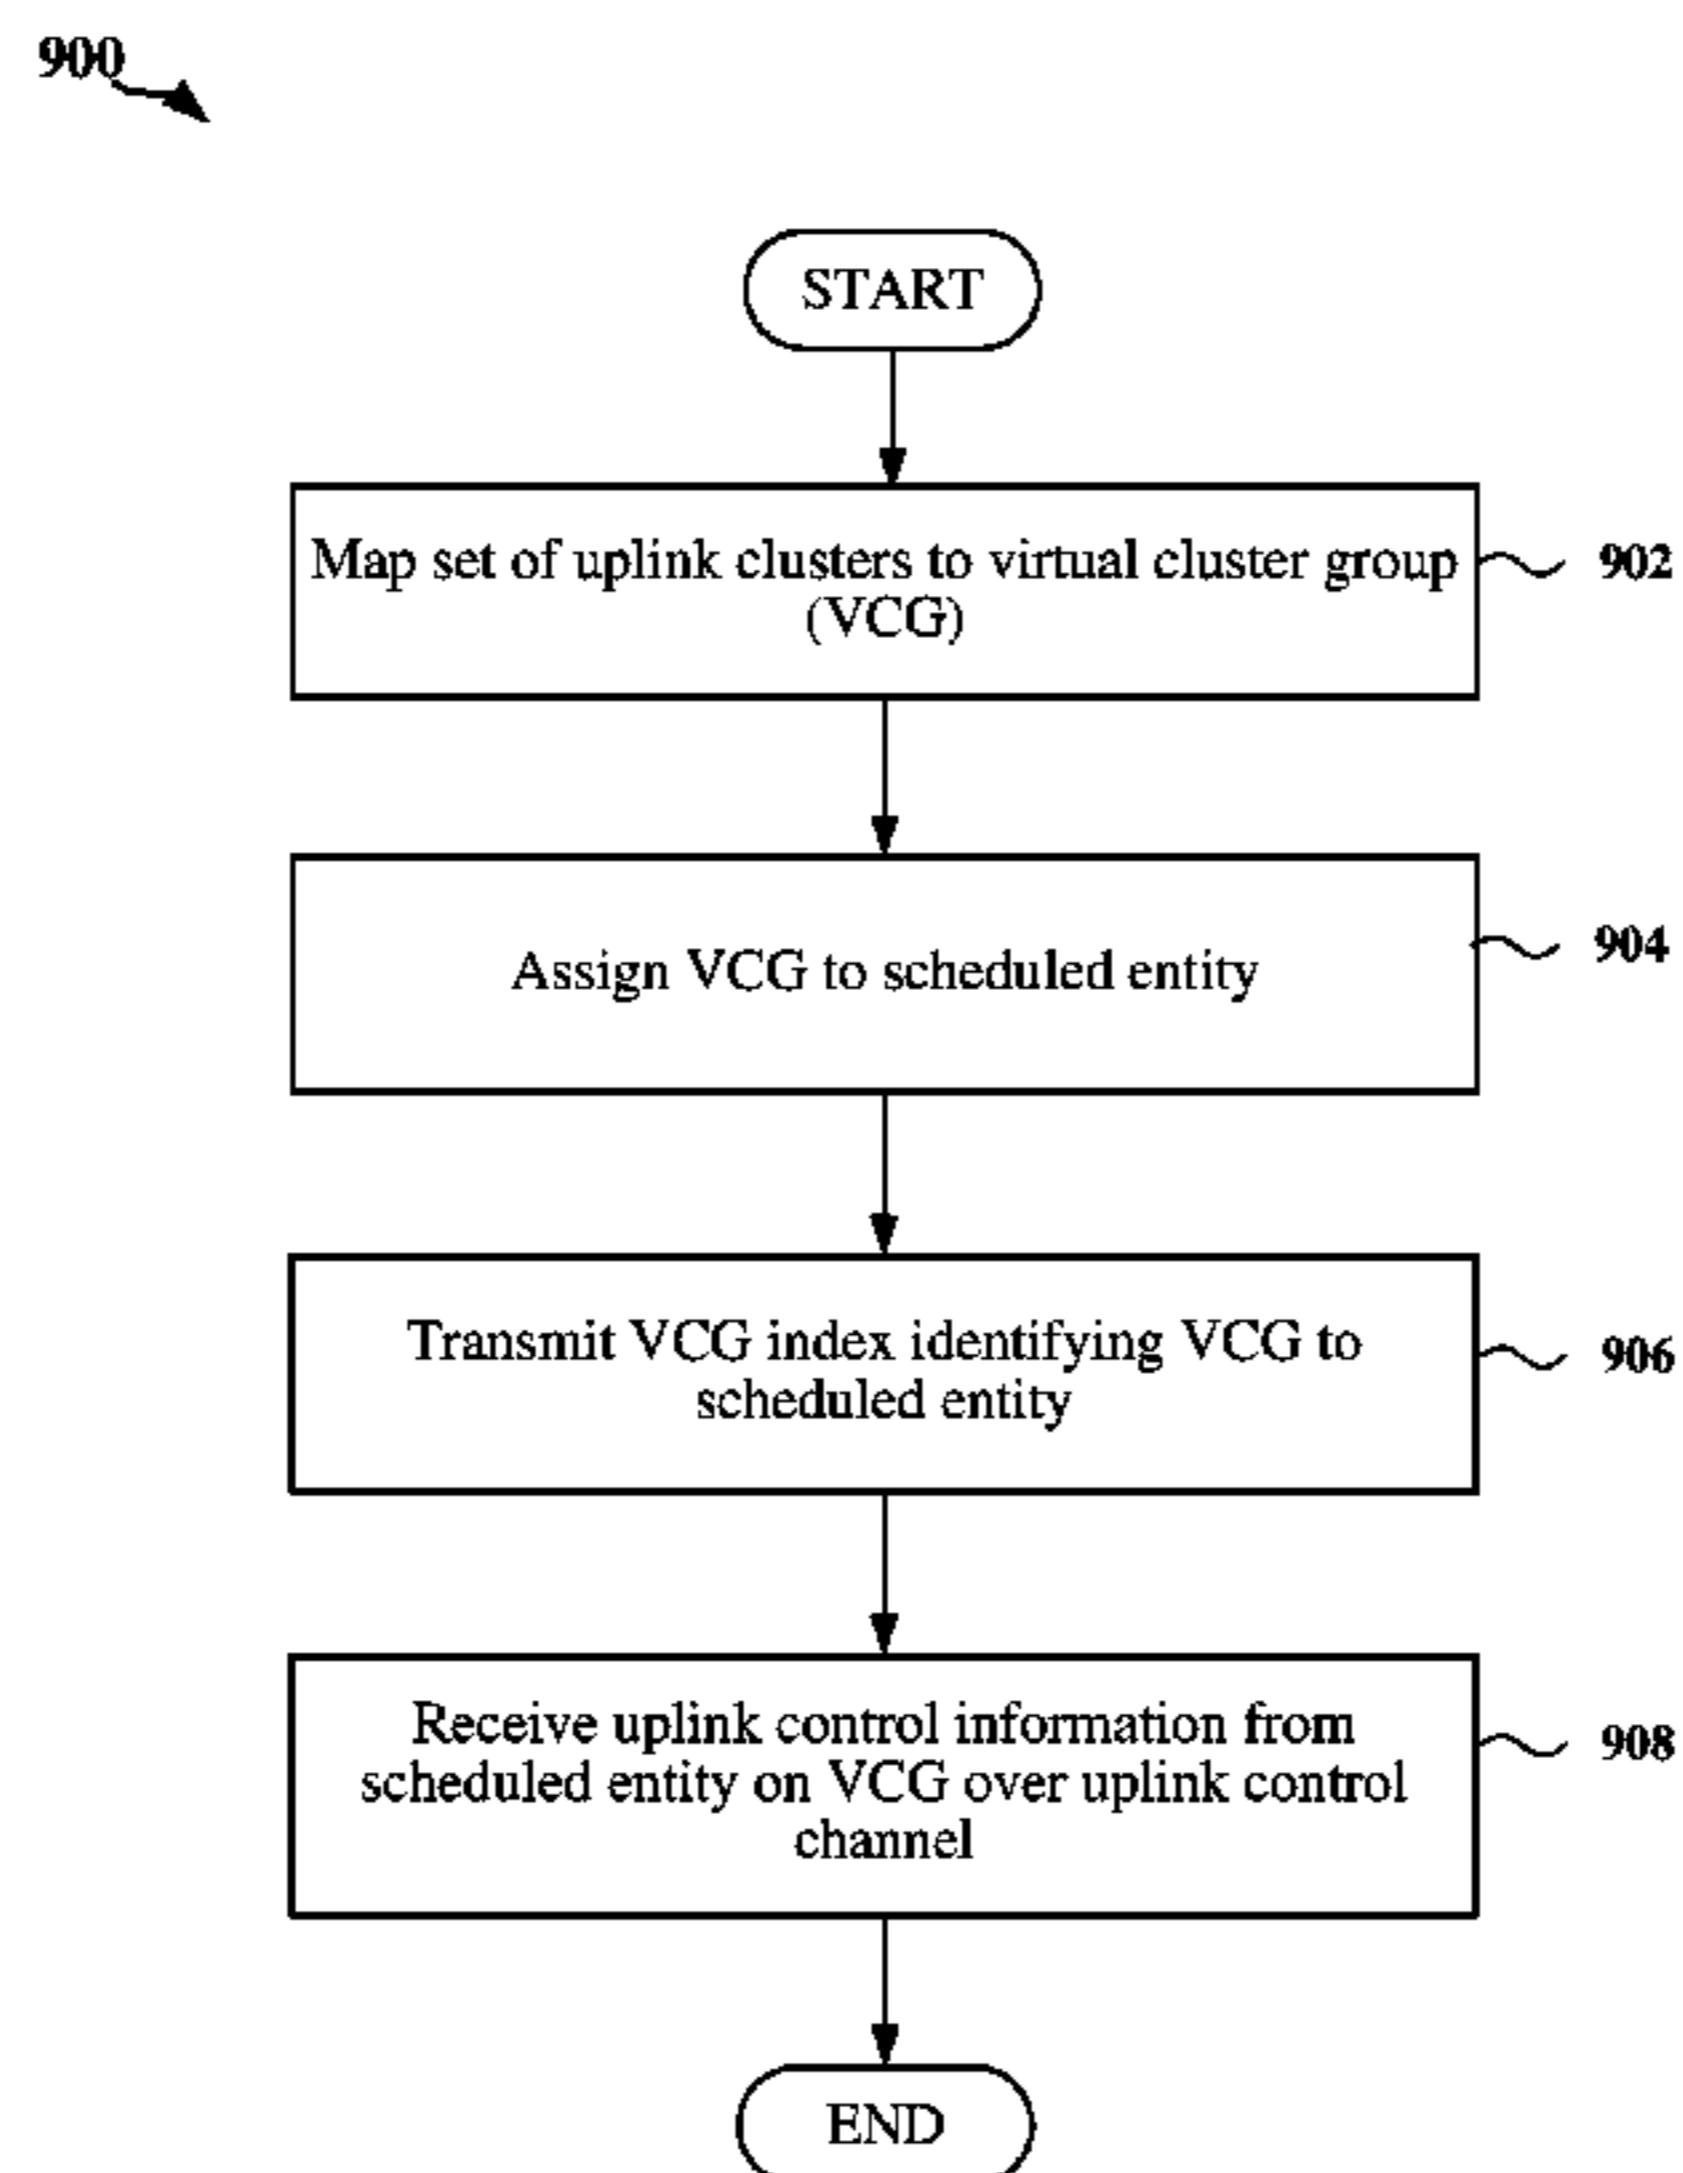 900
START
Map set of uplink clusters to virtual cluster group
(VCG)
902
Assign VCG to scheduled entity
904
Transmit VCG index identifying VCG to
scheduled entity
906
Receive uplink control information from
scheduled entity on VCG over uplink control
channel
908
END